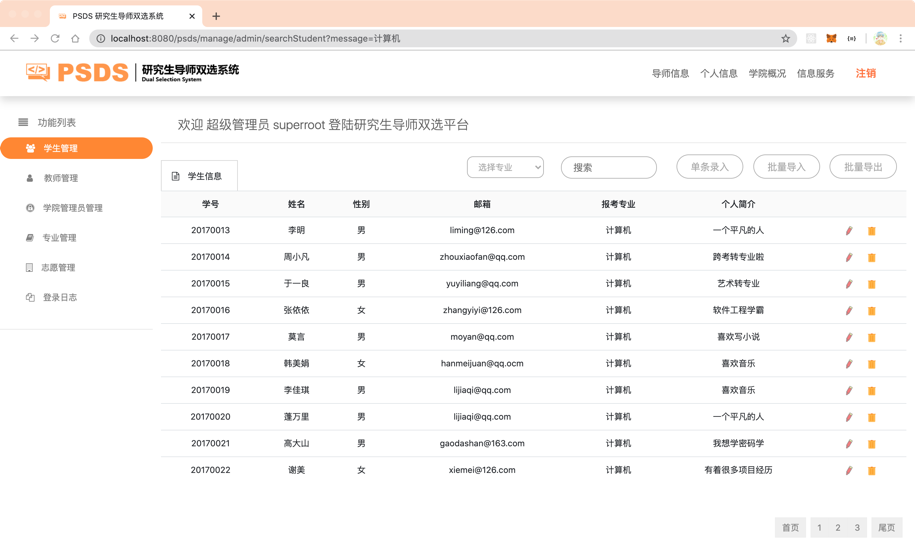 PSDS 研究生导师双选系统
localhost:8080/psds/manage/admin/searchStudent?message=计算机
</> PSDS 研究生导师双选系统
Dual Selection System
导师信息 个人信息 学院概况 信息服务 注销
功能列表
欢迎 超级管理员 superroot 登陆研究生导师双选平台
学生管理
教师管理
学院管理员管理
专业管理
志愿管理
登录日志
学生信息
选择专业 搜索 单条录入 批量导入 批量导出
学号 姓名 性别 邮箱 报考专业 个人简介
20170013 李明 男 liming@126.com 计算机 一个平凡的人
20170014 周小凡 男 zhouxiaofan@qq.com 计算机 跨考转专业啦
20170015 于一良 男 yuyiliang@qq.com 计算机 艺术转专业
20170016 张依依 女 zhangyiyi@126.com 计算机 软件工程学霸
20170017 莫言 男 moyan@qq.com 计算机 喜欢写小说
20170018 韩美娟 女 hanmeijuan@qq.ocm 计算机 喜欢音乐
20170019 李佳琪 男 lijiaqi@qq.com 计算机 喜欢音乐
20170020 蓬万里 男 lijiaqi@qq.com 计算机 一个平凡的人
20170021 高大山 男 gaodashan@163.com 计算机 我想学密码学
20170022 谢美 女 xiemei@126.com 计算机 有着很多项目经历
首页 1 2 3 尾页